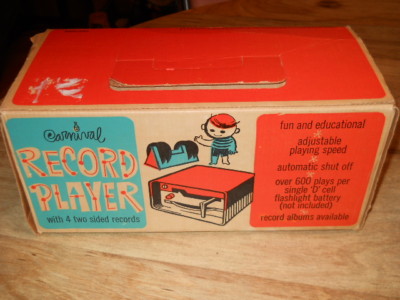 Carnival
RECORD
PLAYER
with 4 two sided records
fun and educational
adjustable
playing speed
automatic shut off
over 600 plays per
single 'D' cell
flashlight battery
(not included)
record albums available